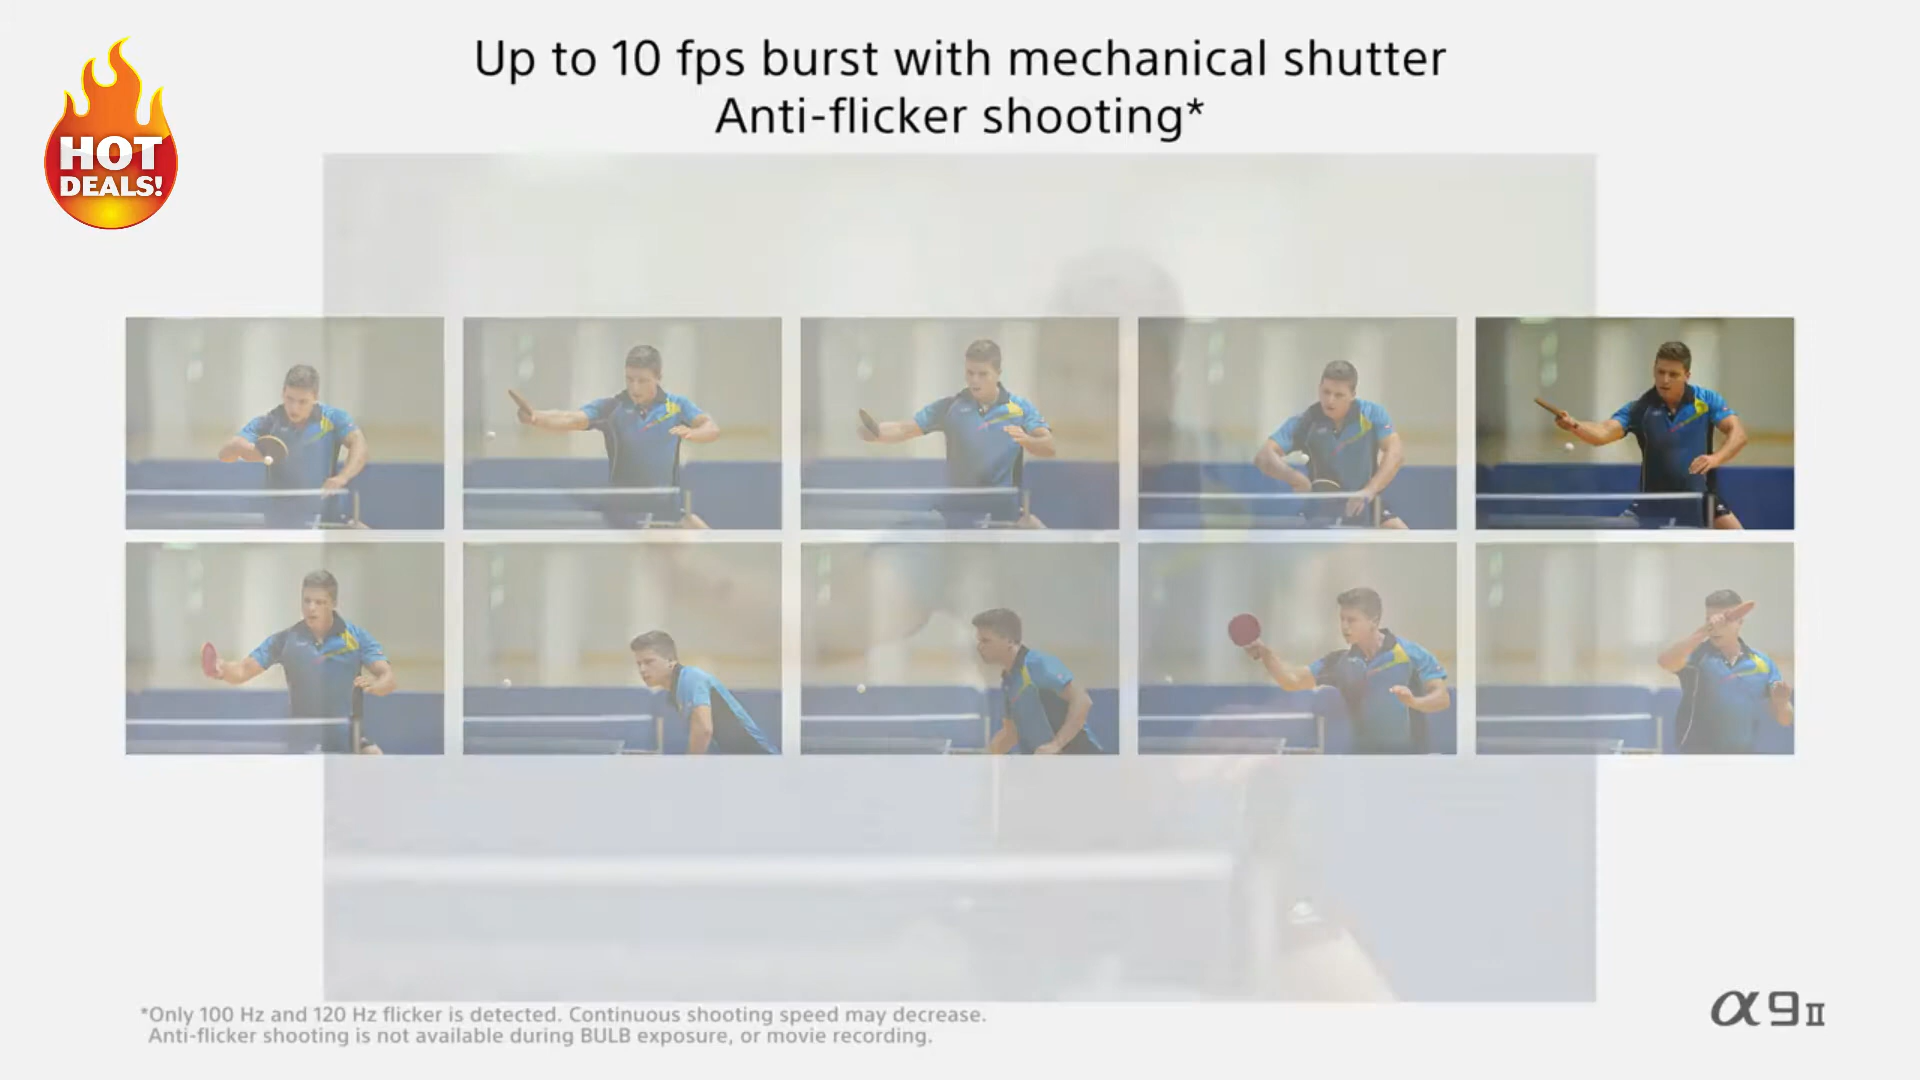 Up to 10 fps burst with mechanical shutter
Anti-flicker shooting*
HOT
DEALS!
*Only 100 Hz and 120 Hz flicker is detected. Continuous shooting speed may decrease.
Anti-flicker shooting is not available during BULB exposure, or movie recording.
α9II